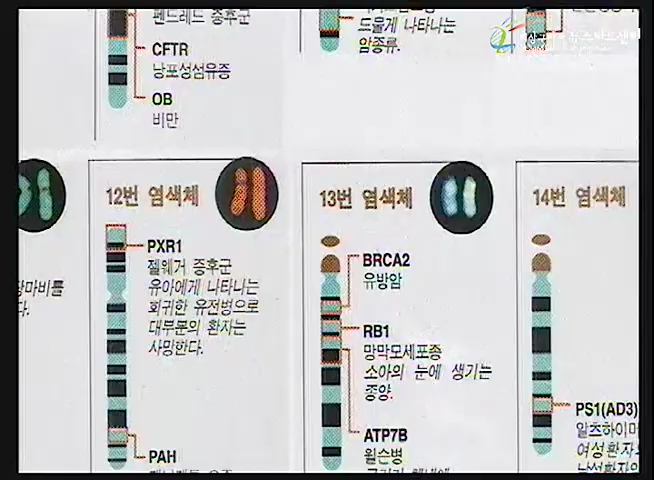 펜드레드 증후군
CFTR
낭포성섬유증
OB
비만
드물게 나타나는
암종류.
12번 염색체
PXR1
젤웨거 증후군
유아에게 나타나는
희귀한 유전병으로
대부분의 환자는
사망한다.
PAH
13번 염색체
BRCA2
유방암
RB1
망막모세포종
소아의 눈에 생기는
종양.
ATP7B
윌슨병
14번 염색체
PS1(AD3)
알츠하이머
여성환자